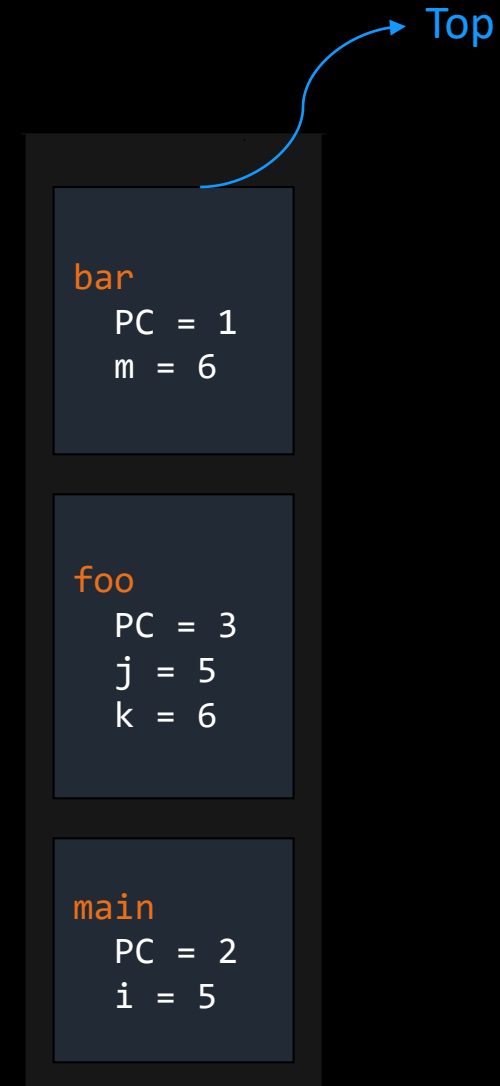 Top
bar
PC = 1
m = 6
foo
PC = 3
j = 5
k = 6
main
PC = 2
i = 5